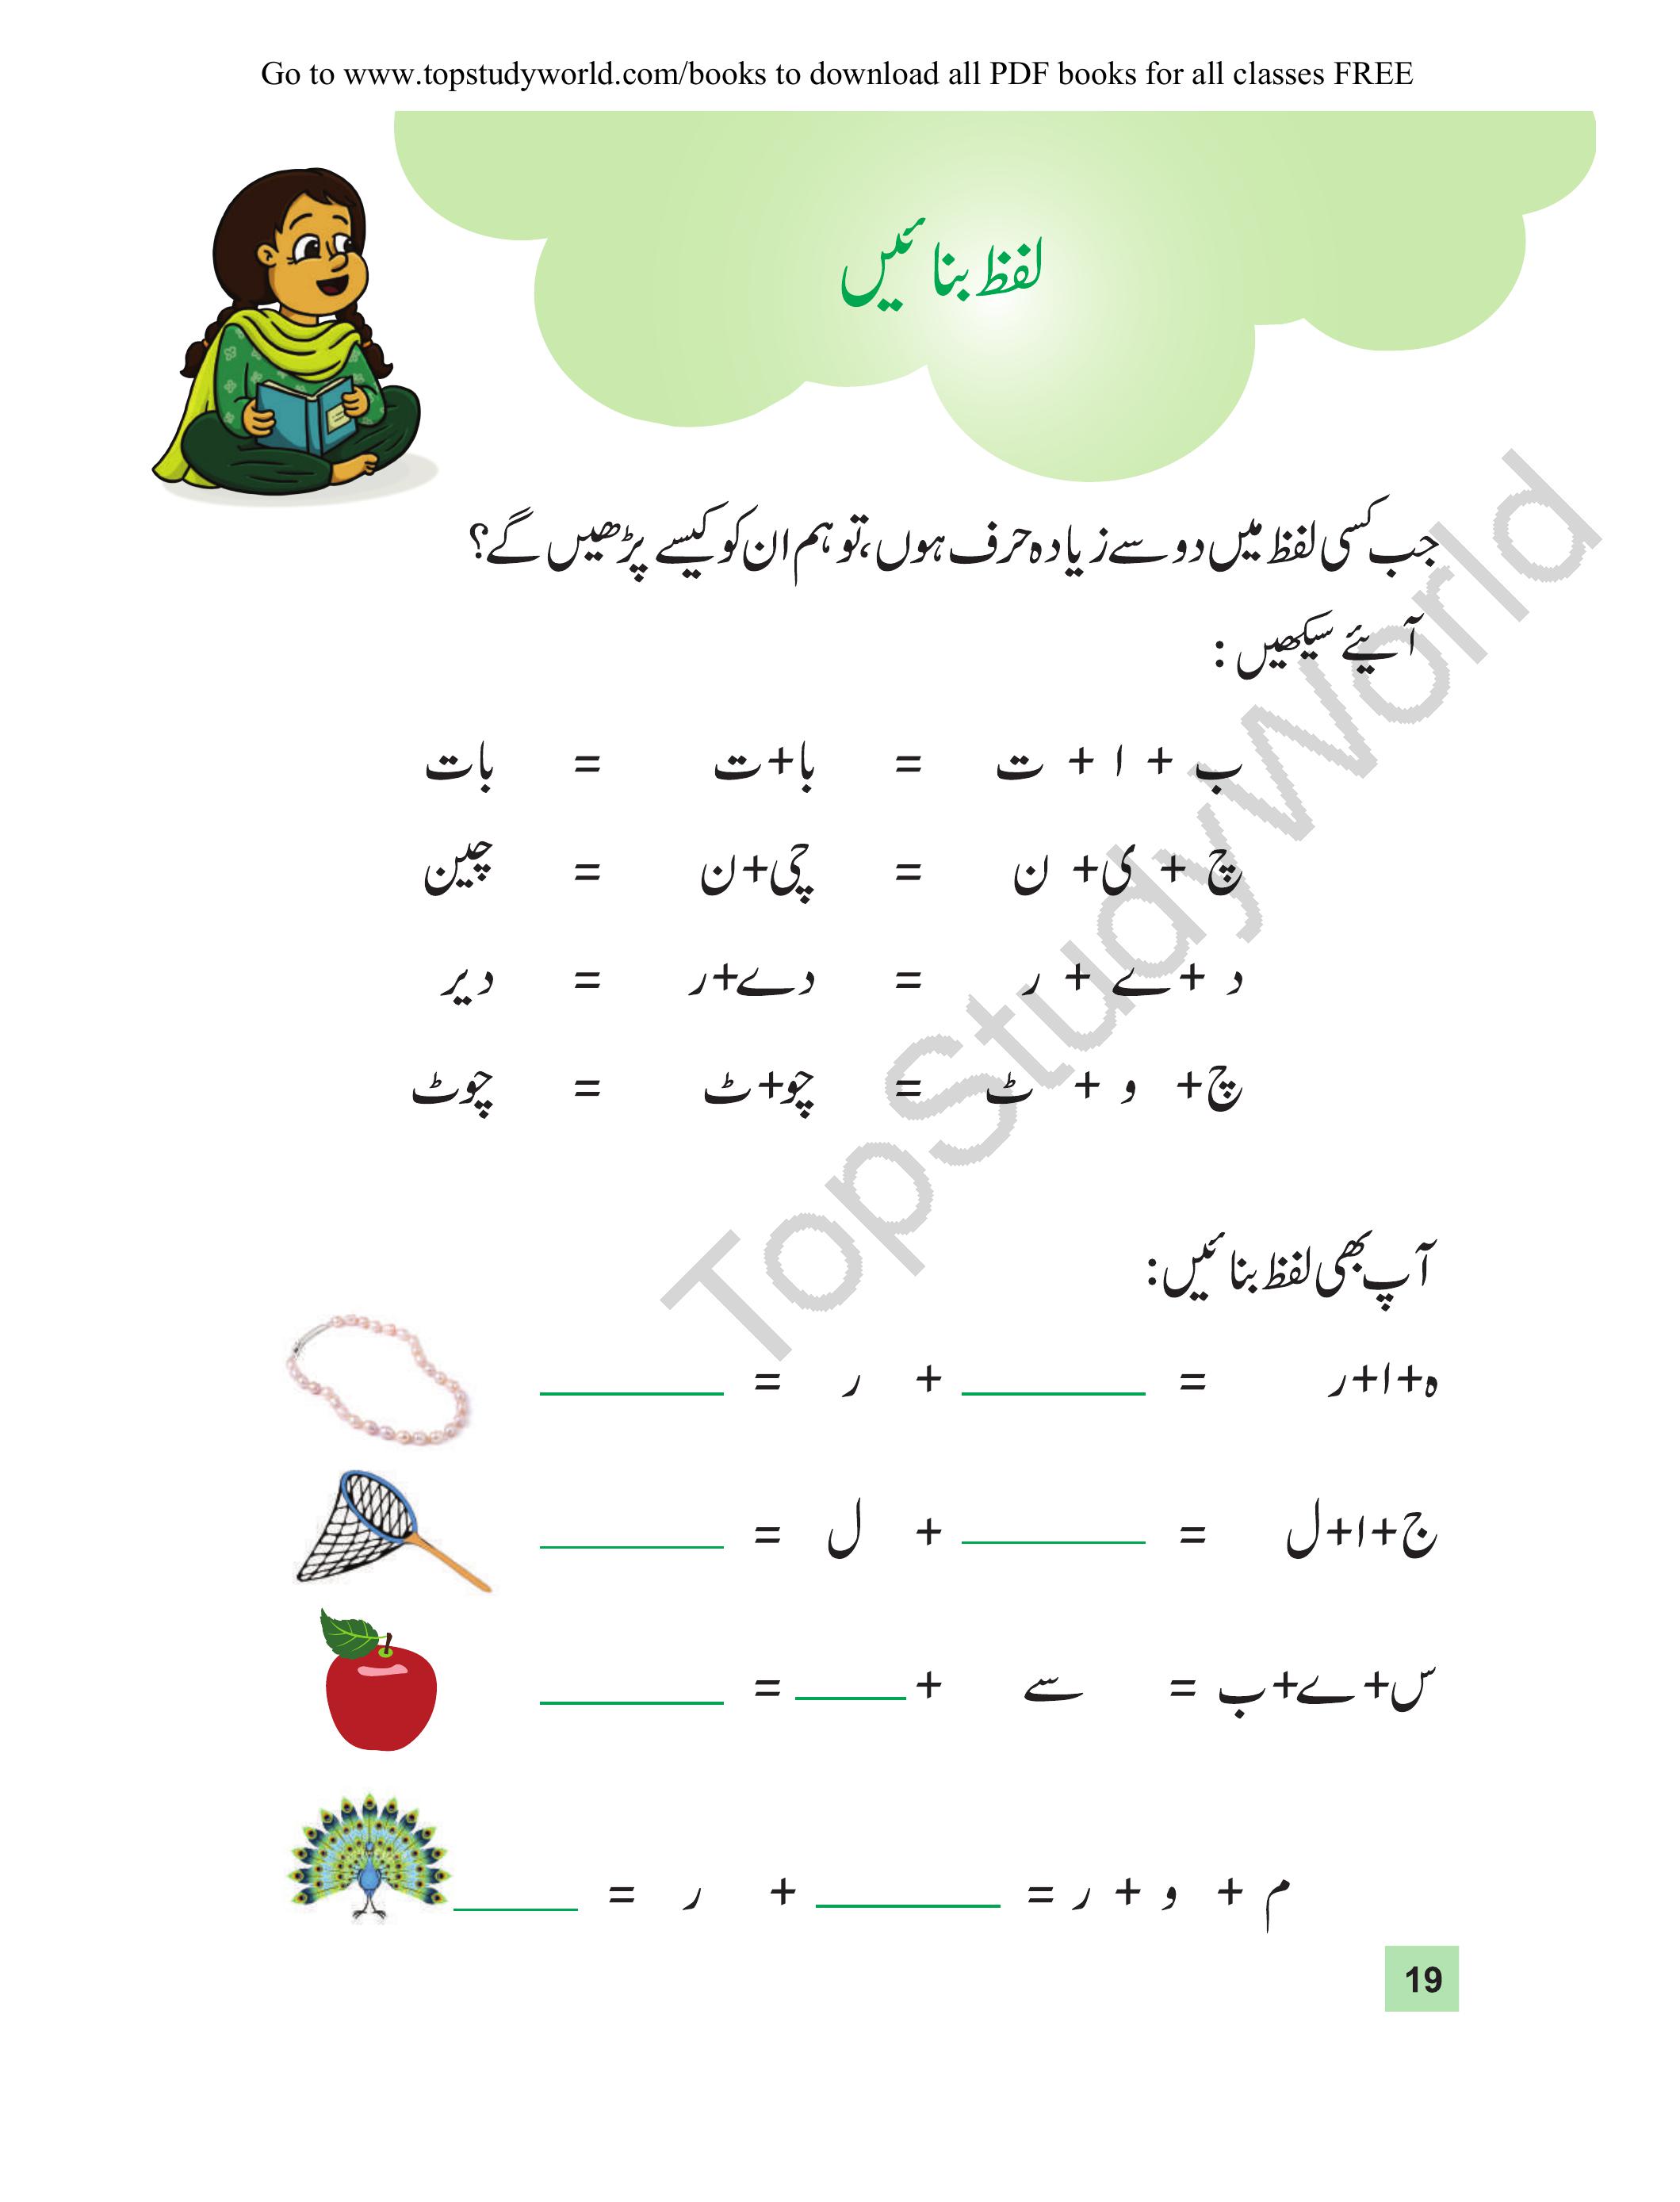 Go to www.topstudyworld.com/books to download all PDF books for all classes FREE
لفظ بنائیں
جب کسی لفظ میں دو سے زیادہ حرف ہوں، تو ہم ان کو کیسے پڑھیں گے؟
آیئے سیکھیں :
ب + ا + ت = با+ت = بات
چ + ی+ ن = چی+ن = چین
د + ے + ر = دے+ر = دیر
چ+ و + ٹ = چو+ٹ = چوٹ
آپ بھی لفظ بنائیں:
ہ+ا+ر = ______ + ر = ______
ج+ا+ل = ______ + ل = ______
س+ے+ب = سے + ____ = ______
م + و + ر = ______ + ر = ____
19
TopStudyWorld